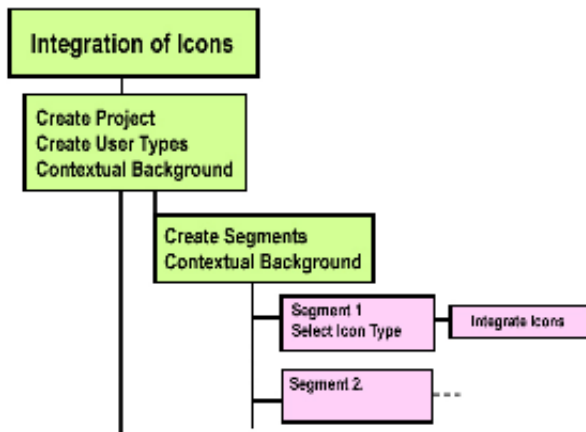 Integration of Icons
Create Project
Create User Types
Contextual Background
Create Segments
Contextual Background
Segment 1
Select Icon Type
Integrate Icons
Segment 2.